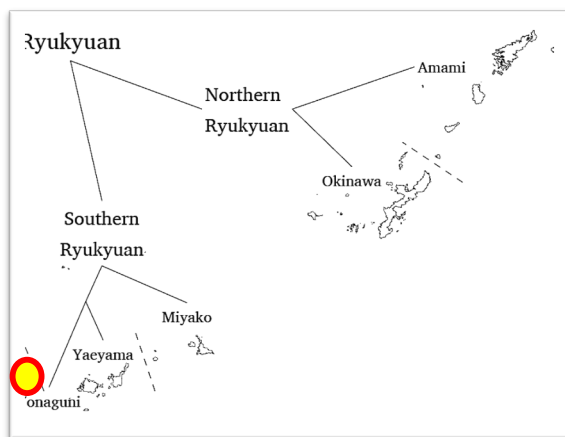 Ryukyuan
Amami
Northern
Ryukyuan
Okinawa
Southern
Ryukyuan
Miyako
Yaeyama
onaguni